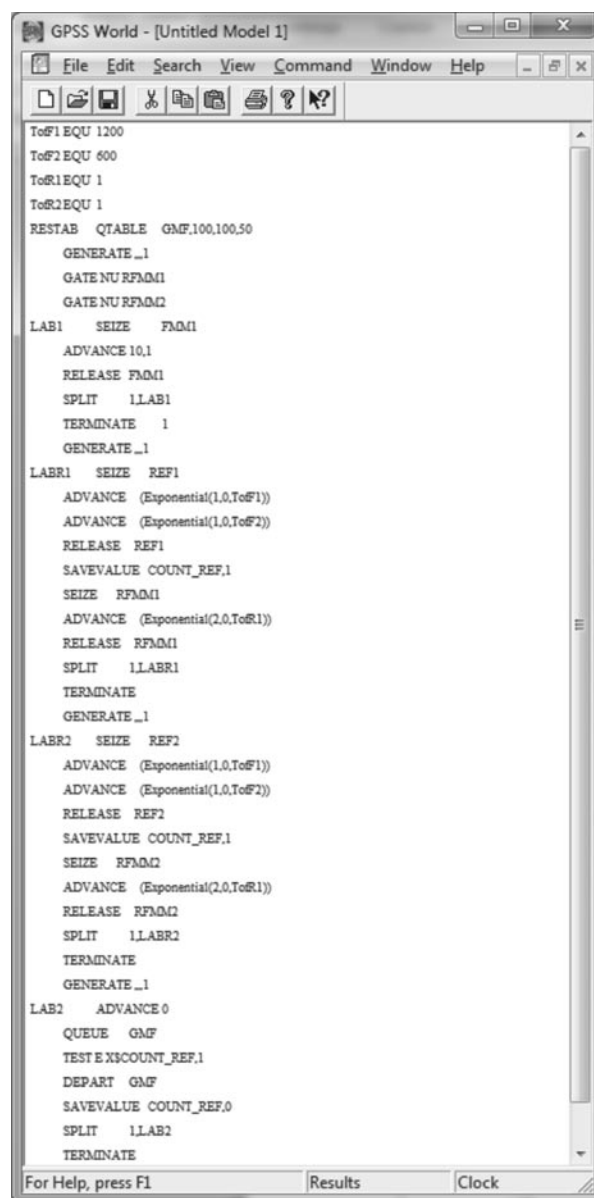 GPSS World - [Untitled Model 1]
File Edit Search View Command Window Help
TofF1 EQU 1200
TofF2 EQU 600
TofR1 EQU 1
TofR2 EQU 1
RESTAB QTABLE GMF,100,100,50
GENERATE ,,,1
GATE NU RFMM1
GATE NU RFMM2
LAB1 SEIZE FMM1
ADVANCE 10,1
RELEASE FMM1
SPLIT 1,LAB1
TERMINATE 1
GENERATE ,,,1
LABR1 SEIZE REF1
ADVANCE (Exponential(1,0,TofF1))
ADVANCE (Exponential(1,0,TofF2))
RELEASE REF1
SAVEVALUE COUNT_REF,1
SEIZE RFMM1
ADVANCE (Exponential(2,0,TofR1))
RELEASE RFMM1
SPLIT 1,LABR1
TERMINATE
GENERATE ,,,1
LABR2 SEIZE REF2
ADVANCE (Exponential(1,0,TofF1))
ADVANCE (Exponential(1,0,TofF2))
RELEASE REF2
SAVEVALUE COUNT_REF,1
SEIZE RFMM2
ADVANCE (Exponential(2,0,TofR1))
RELEASE RFMM2
SPLIT 1,LABR2
TERMINATE
GENERATE ,,,1
LAB2 ADVANCE 0
QUEUE GMF
TEST E X$COUNT_REF,1
DEPART GMF
SAVEVALUE COUNT_REF,0
SPLIT 1,LAB2
TERMINATE
For Help, press F1 Results Clock